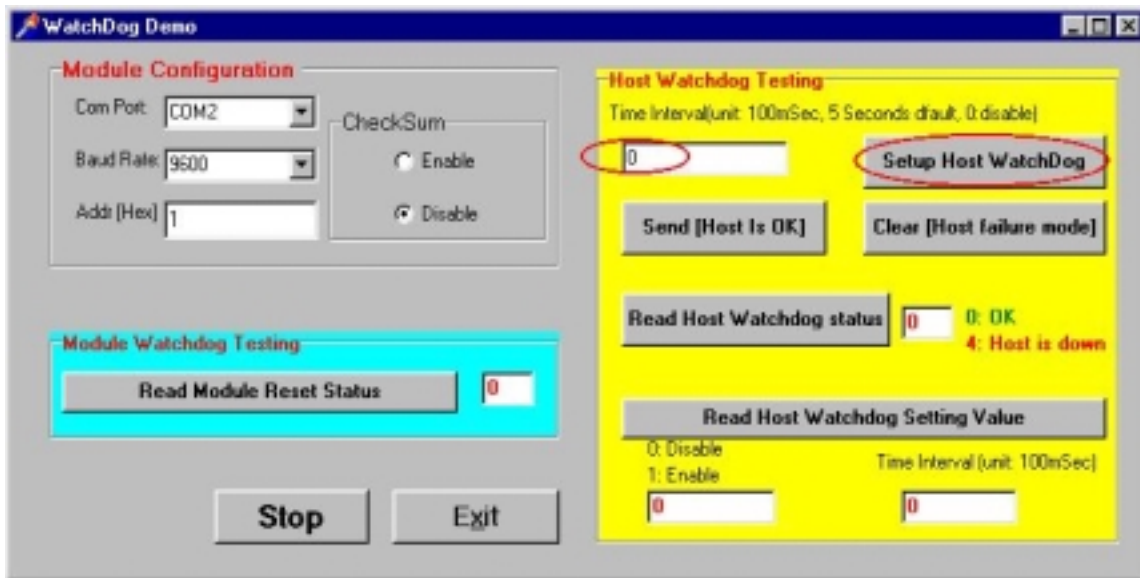 WatchDog Demo
Module Configuration
Com Port:
COM2
Baud Rate:
9600
Addr [Hex]
1
CheckSum
Enable
Disable
Module Watchdog Testing
Read Module Reset Status
0
Stop
Exit
Host Watchdog Testing
Time Interval(unit: 100mSec, 5 Seconds dfault, 0:disable)
0
Setup Host WatchDog
Send [Host Is OK]
Clear [Host failure mode]
Read Host Watchdog status
0
0: OK
4: Host is down
Read Host Watchdog Setting Value
0: Disable
1: Enable
0
Time Interval (unit: 100mSec)
0